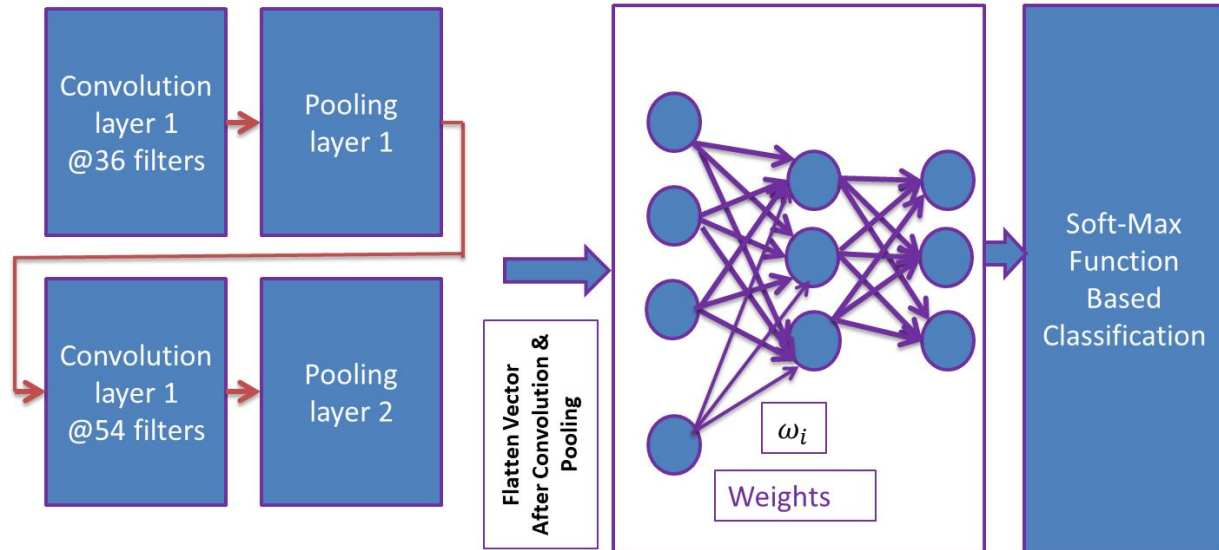 Convolution
layer 1
@36 filters
Pooling
layer 1
Convolution
layer 1
@54 filters
Pooling
layer 2
Flatten Vector
After Convolution &
Pooling
ω_i
Weights
Soft-Max
Function
Based
Classification